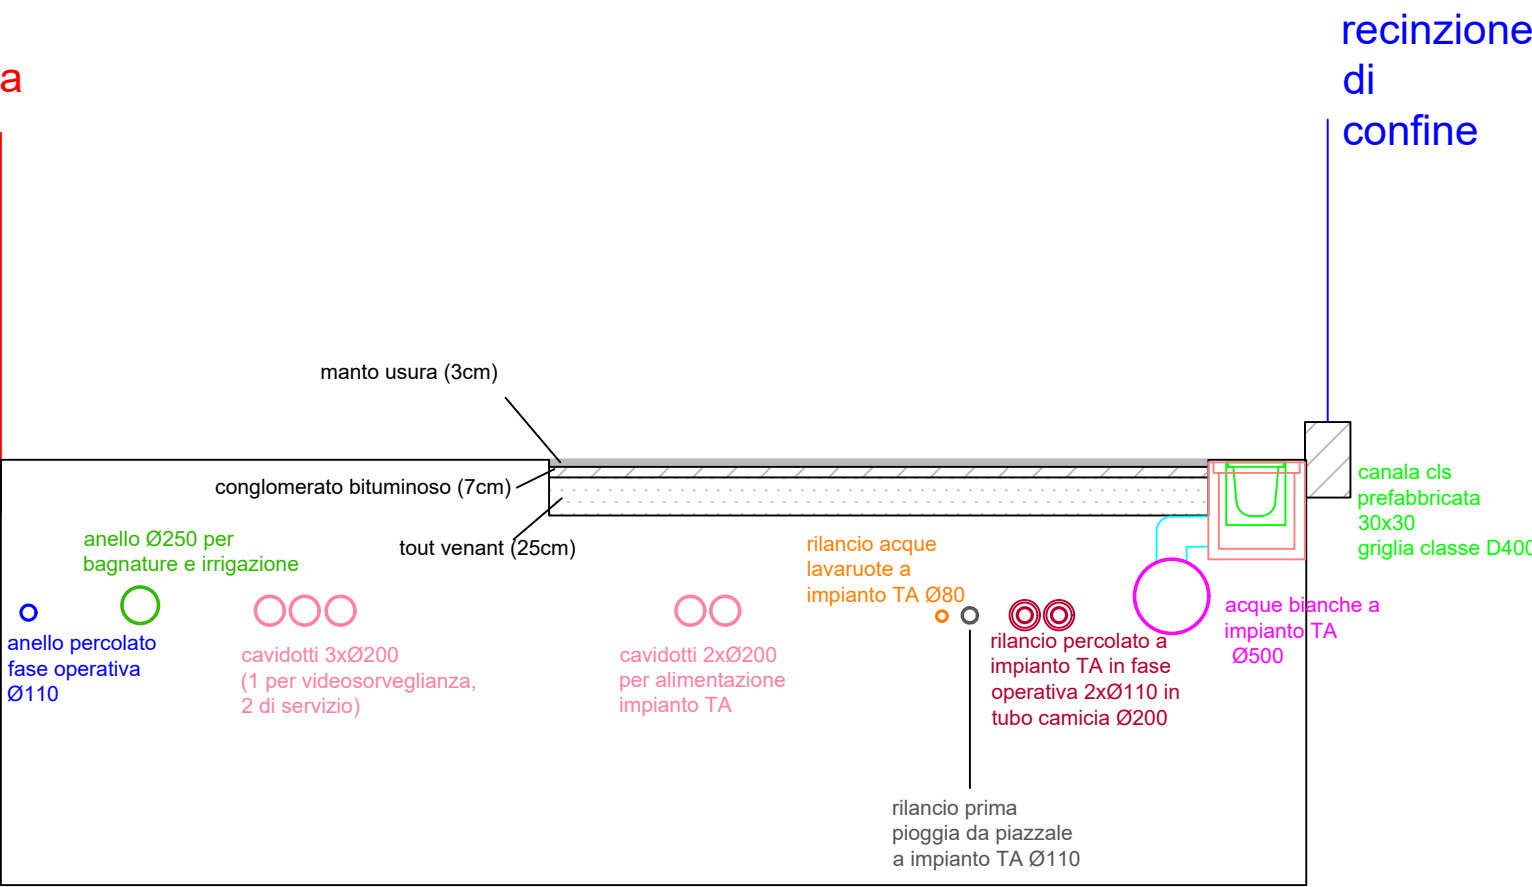 recinzione
di
confine
a
manto usura (3cm)
conglomerato bituminoso (7cm)
tout venant (25cm)
canala cls
prefabbricata
30x30
griglia classe D400
anello Ø250 per
bagnature e irrigazione
rilancio acque
lavaruote a
impianto TA Ø80
anello percolato
fase operativa
Ø110
cavidotti 3xØ200
(1 per videosorveglianza,
2 di servizio)
cavidotti 2xØ200
per alimentazione
impianto TA
rilancio percolato a
impianto TA in fase
operativa 2xØ110 in
tubo camicia Ø200
acque bianche a
impianto TA
Ø500
rilancio prima
pioggia da piazzale
a impianto TA Ø110